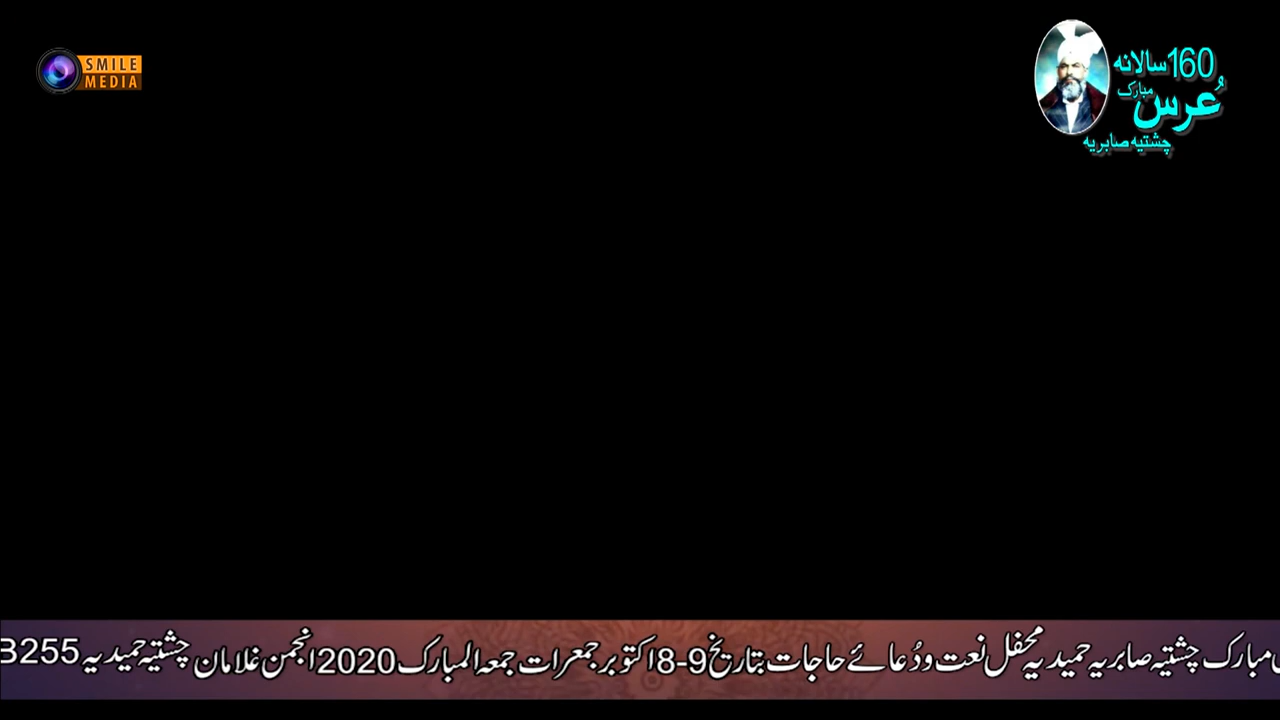 SMILE
MEDIA
160 سالانہ
عُرس مبارک
چشتیہ صابریہ
مبارک چشتیہ صابریہ حمیدیہ محفل نعت و دُعائے حاجات بتاریخ 9-8 اکتوبر جمعرات جمعہ المبارک 2020 انجمن غلامان چشتیہ حمیدیہ B255